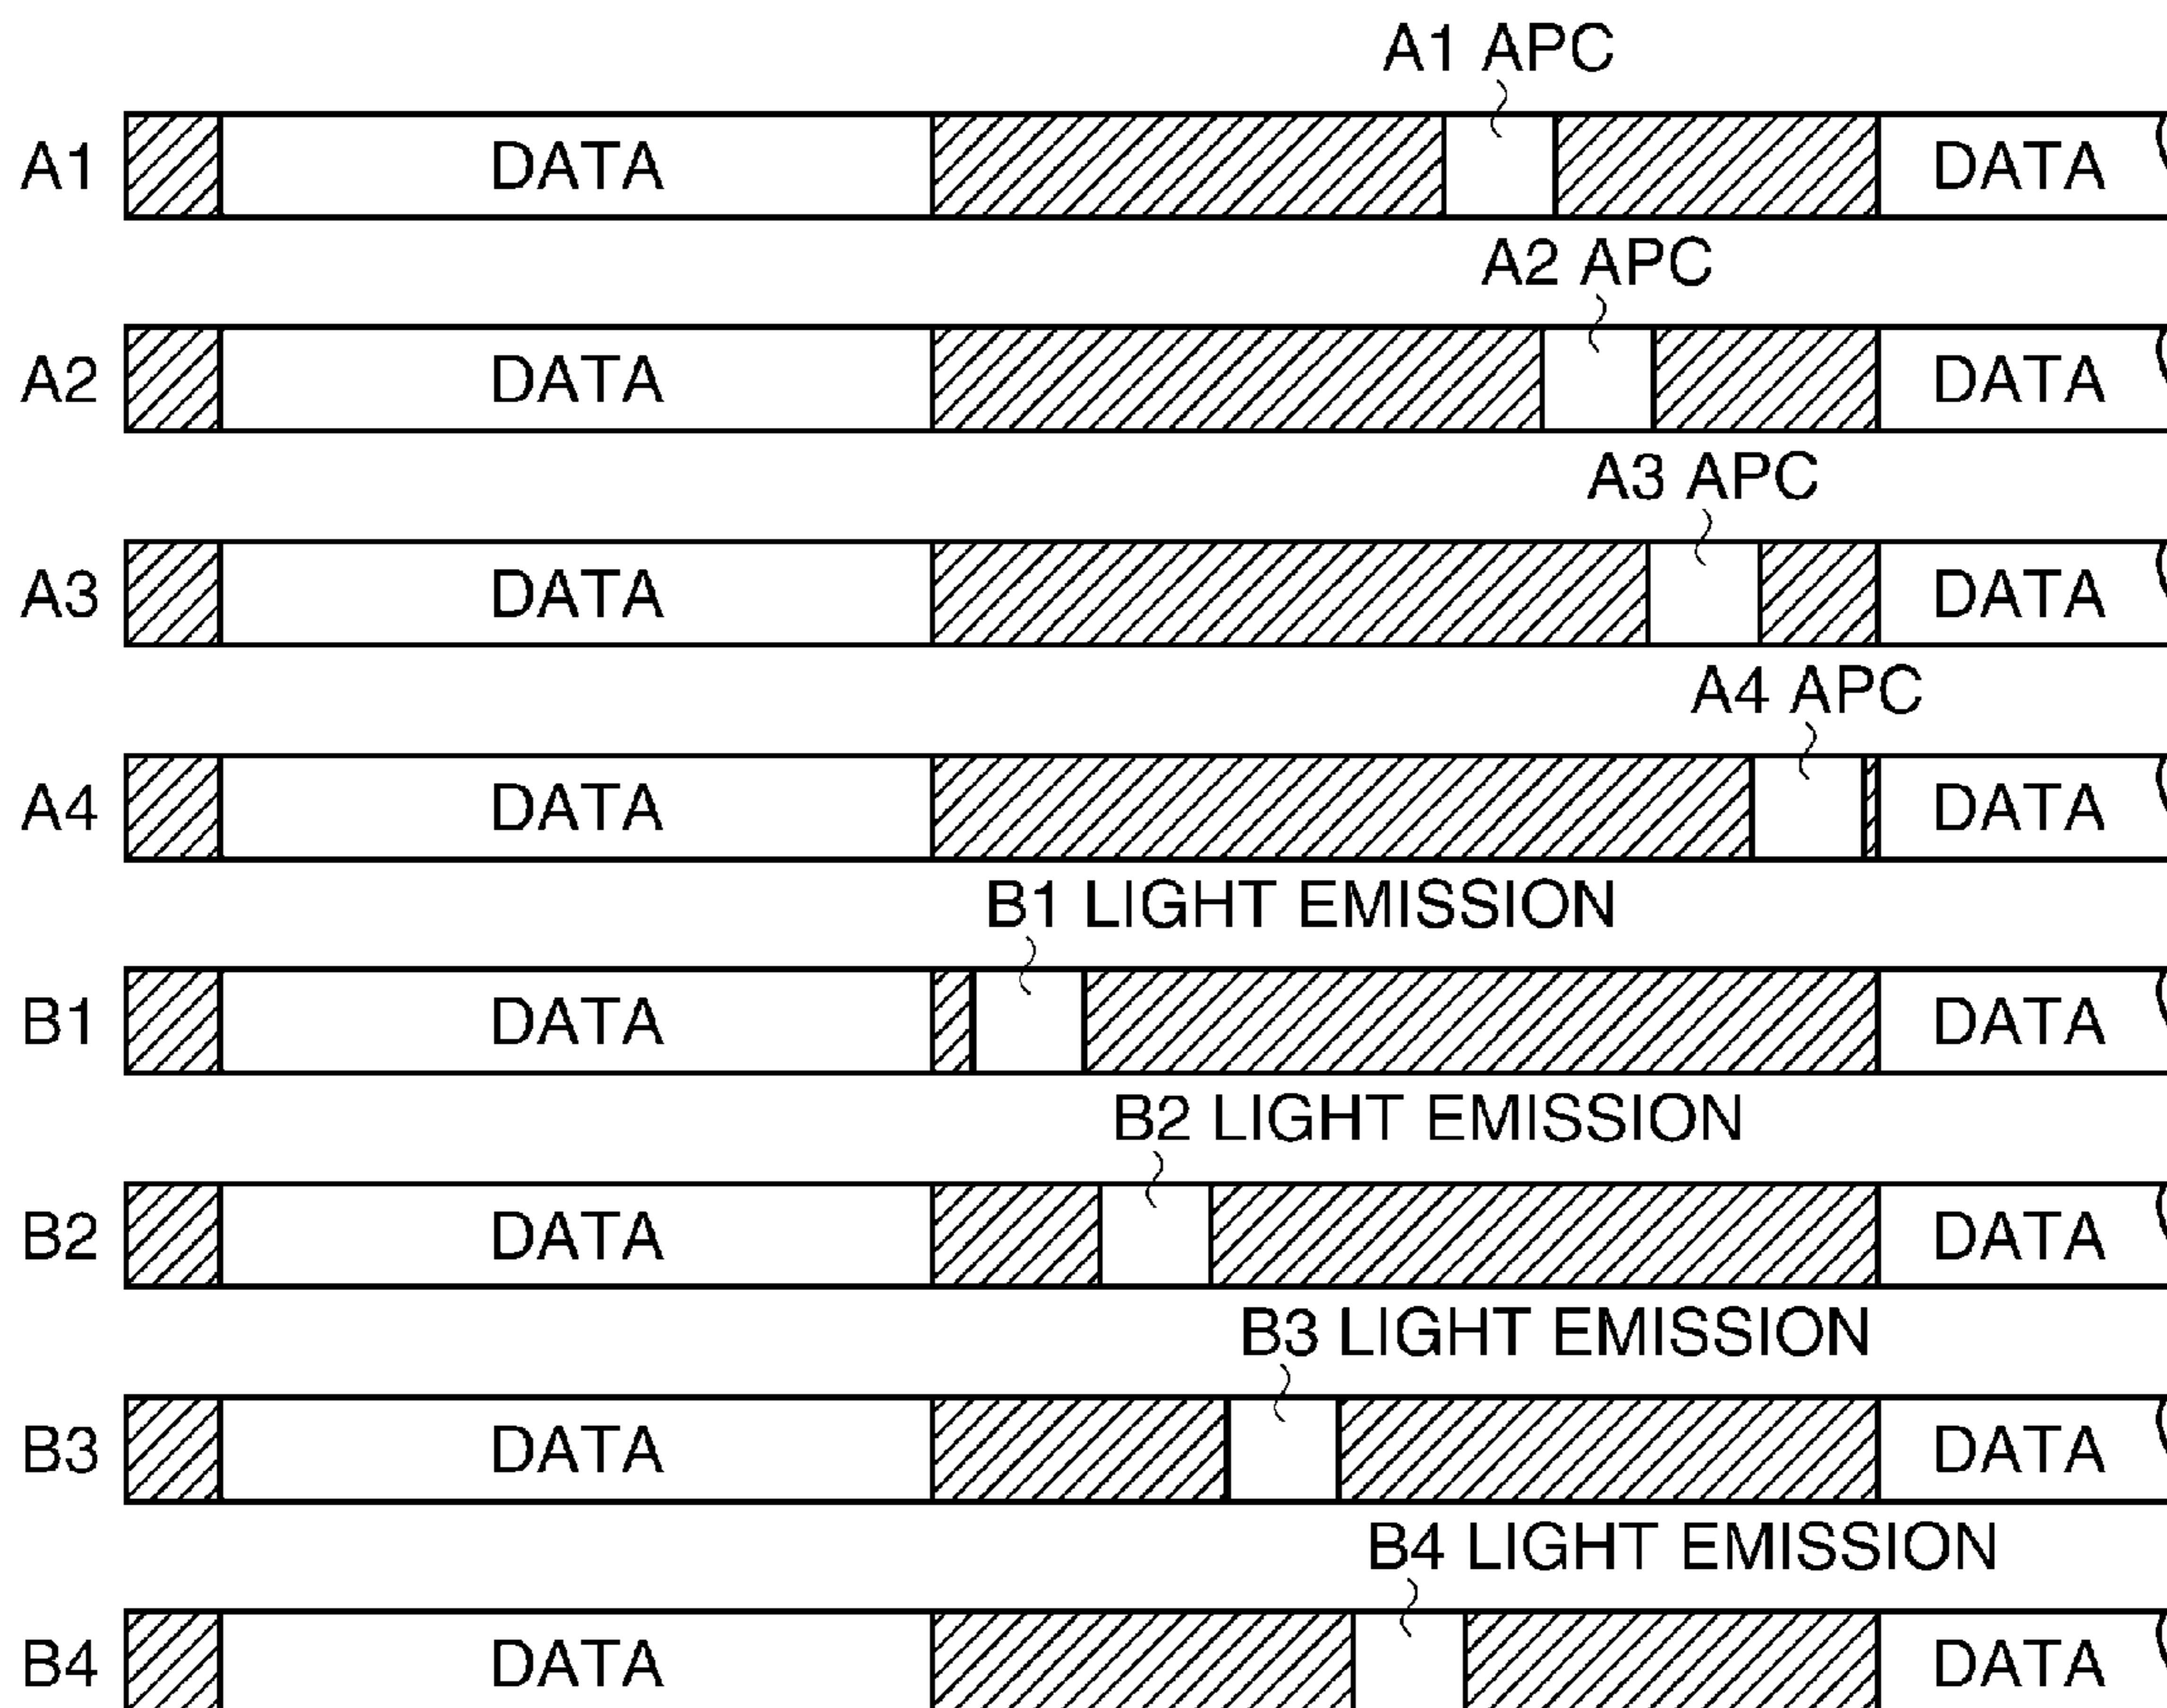 A1 APC
A1 DATA DATA
A2 APC
A2 DATA DATA
A3 APC
A3 DATA DATA
A4 APC
A4 DATA DATA
B1 LIGHT EMISSION
B1 DATA DATA
B2 LIGHT EMISSION
B2 DATA DATA
B3 LIGHT EMISSION
B3 DATA DATA
B4 LIGHT EMISSION
B4 DATA DATA